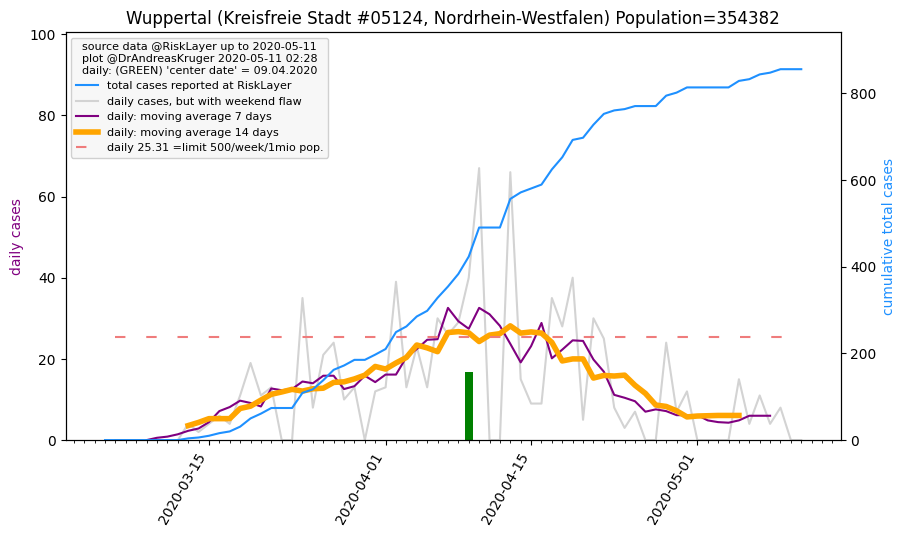 Wuppertal (Kreisfreie Stadt #05124, Nordrhein-Westfalen) Population=354382
source data @RiskLayer up to 2020-05-11
plot @DrAndreasKruger 2020-05-11 02:28
daily: (GREEN) 'center date' = 09.04.2020
total cases reported at RiskLayer
daily cases, but with weekend flaw
daily: moving average 7 days
daily: moving average 14 days
daily 25.31 =limit 500/week/1mio pop.
100
80
60
40
20
0
daily cases
800
600
400
200
0
cumulative total cases
2020-03-15
2020-04-01
2020-04-15
2020-05-01